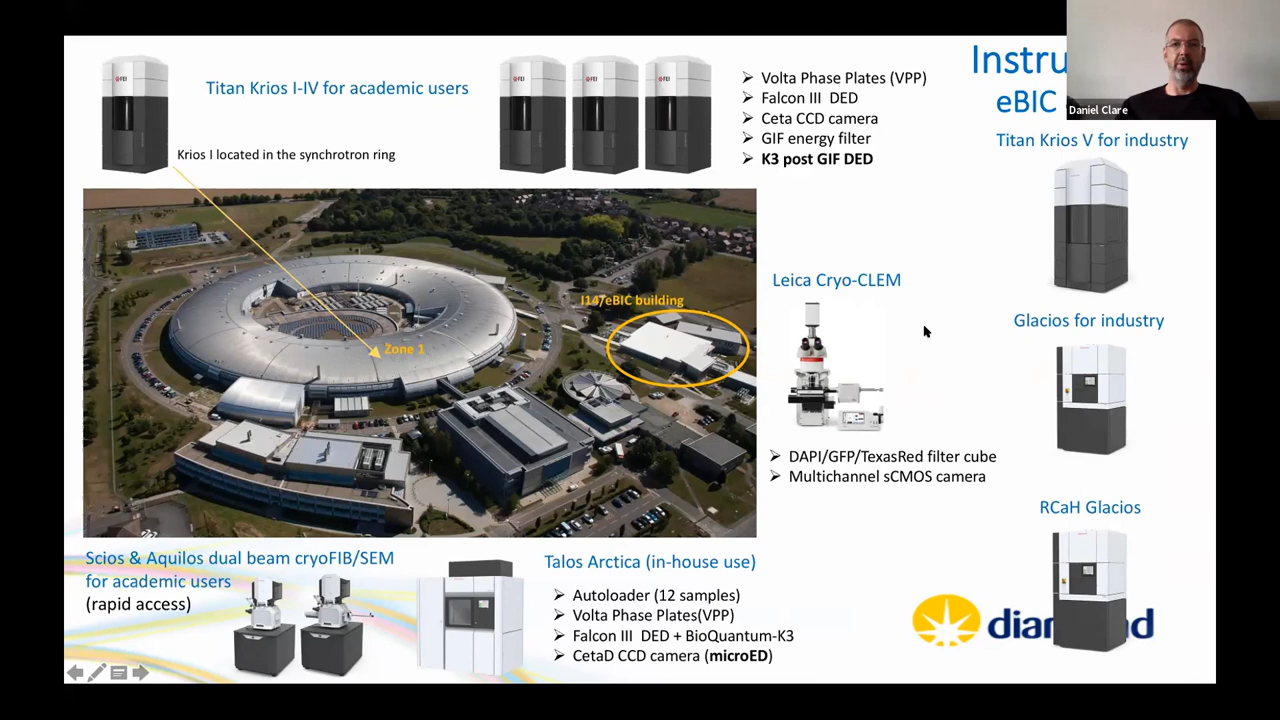 Instru
eBIC
Daniel Clare
Titan Krios I-IV for academic users
Krios I located in the synchrotron ring
FEI
FEI
FEI
FEI
➢ Volta Phase Plates (VPP)
➢ Falcon III DED
➢ Ceta CCD camera
➢ GIF energy filter
➢ K3 post GIF DED
Titan Krios V for industry
I14/eBIC building
Zone 1
Leica Cryo-CLEM
➢ DAPI/GFP/TexasRed filter cube
➢ Multichannel sCMOS camera
Glacios for industry
RCaH Glacios
Scios & Aquilos dual beam cryoFIB/SEM
for academic users
(rapid access)
Talos Arctica (in-house use)
➢ Autoloader (12 samples)
➢ Volta Phase Plates(VPP)
➢ Falcon III DED + BioQuantum-K3
➢ CetaD CCD camera (microED)